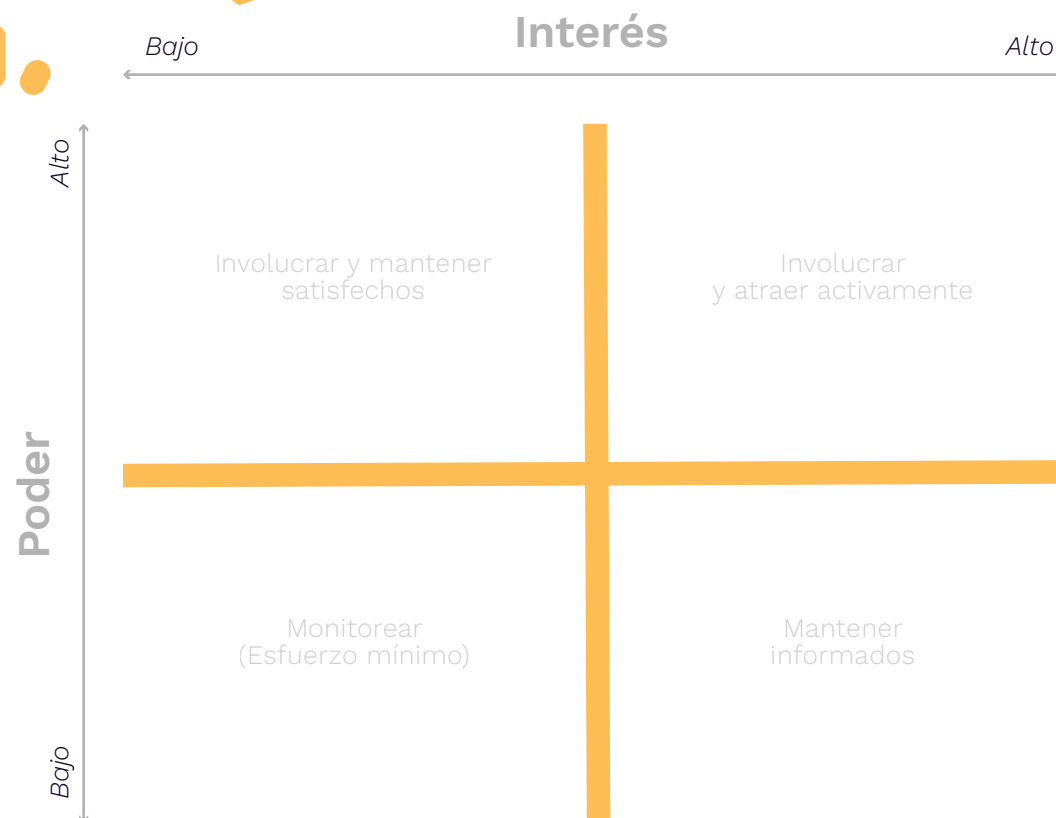 Interés
Bajo
Alto
Alto
Involucrar y mantener
satisfechos
Involucrar
y atraer activamente
Poder
Monitorear
(Esfuerzo mínimo)
Mantener
informados
Bajo